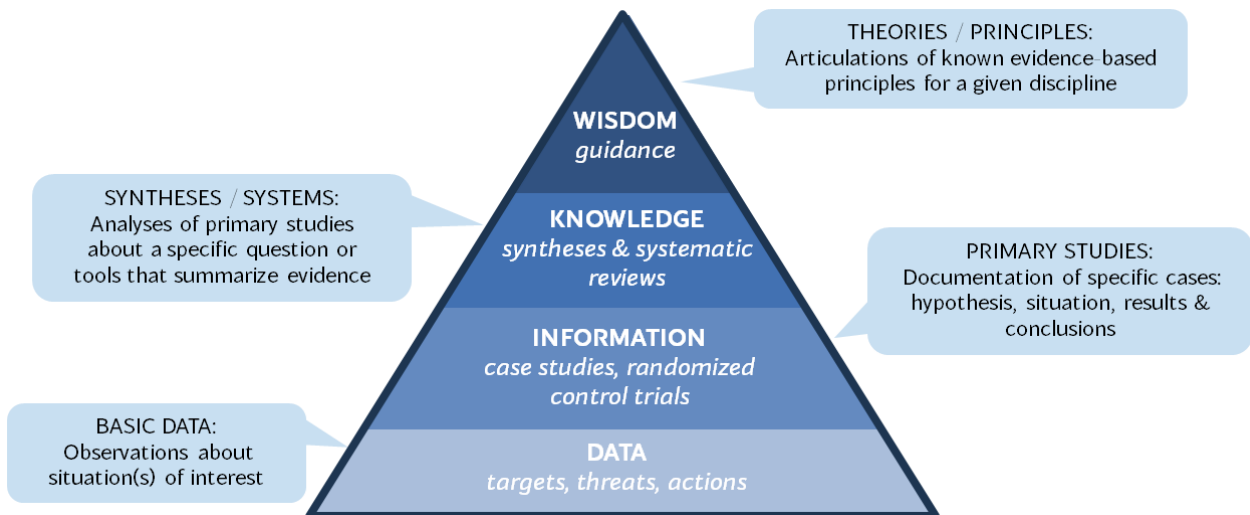 THEORIES / PRINCIPLES:
Articulations of known evidence-based
principles for a given discipline
WISDOM
guidance
SYNTHESES / SYSTEMS:
Analyses of primary studies
about a specific question or
tools that summarize evidence
KNOWLEDGE
syntheses & systematic
reviews
PRIMARY STUDIES:
Documentation of specific cases:
hypothesis, situation, results &
conclusions
INFORMATION
case studies, randomized
control trials
BASIC DATA:
Observations about
situation(s) of interest
DATA
targets, threats, actions